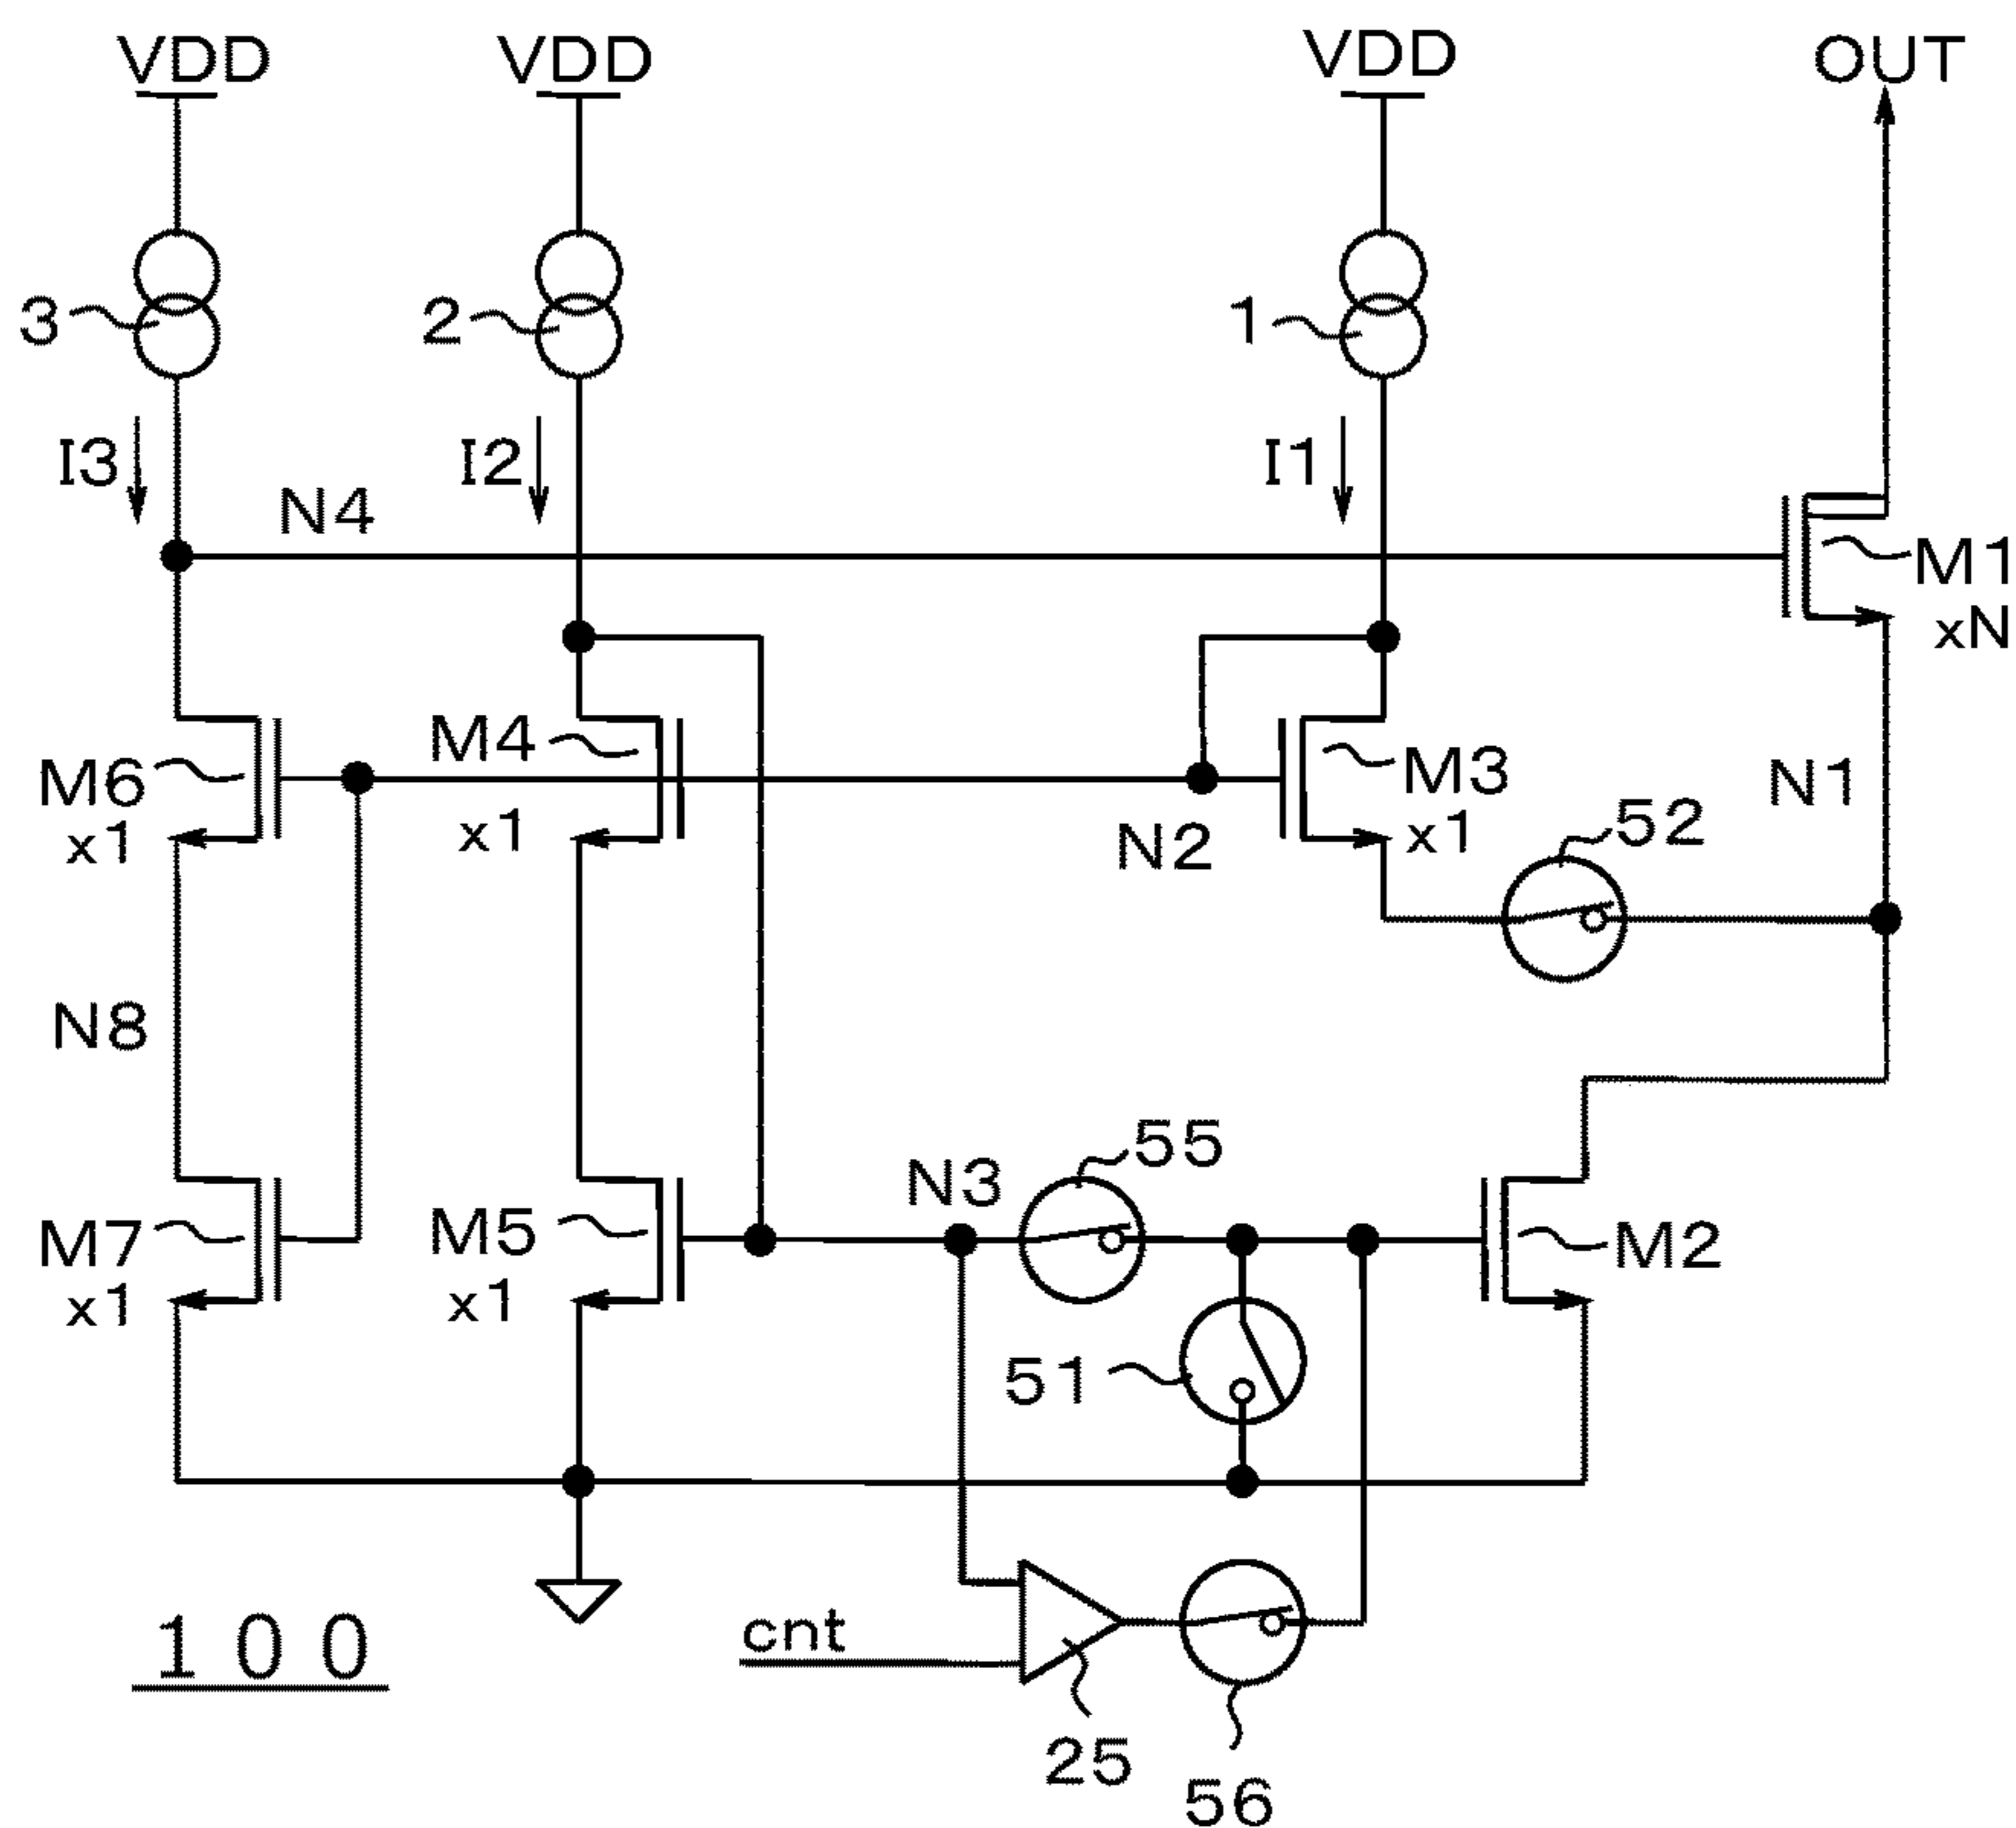 VDD VDD VDD OUT
3 2 1
I3 I2 I1
N4
M1
xN
M6 M4 M3 N1
x1 x1 x1
N2 52
N8
55
N3
M7 M5 M2
x1 x1
51
cnt
100
25
56